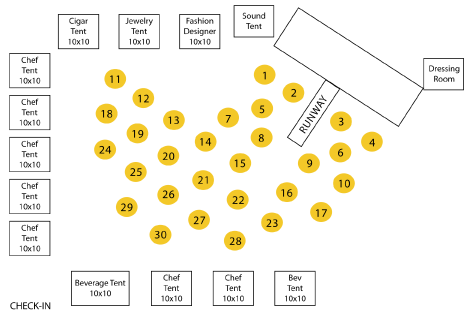 Cigar
Tent
10x10
Jewelry
Tent
10x10
Fashion
Designer
10x10
Sound
Tent
Dressing
Room
Chef
Tent
10x10
Chef
Tent
10x10
Chef
Tent
10x10
Chef
Tent
10x10
Chef
Tent
10x10
RUNWAY
1
2
3
4
5
6
7
8
9
10
11
12
13
14
15
16
17
18
19
20
21
22
23
24
25
26
27
28
29
30
Beverage Tent
10x10
Chef
Tent
10x10
Chef
Tent
10x10
Bev
Tent
10x10
CHECK-IN